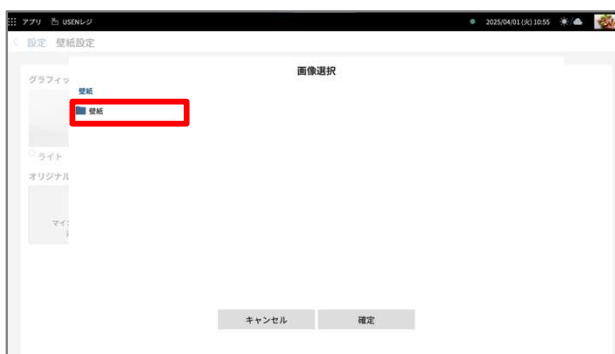 アプリ USENレジ 2025/04/01 (火) 10:55
設定 壁紙設定
画像選択
グラフィッ
壁紙
壁紙
ライト
オリジナル
マイ
キャンセル 確定